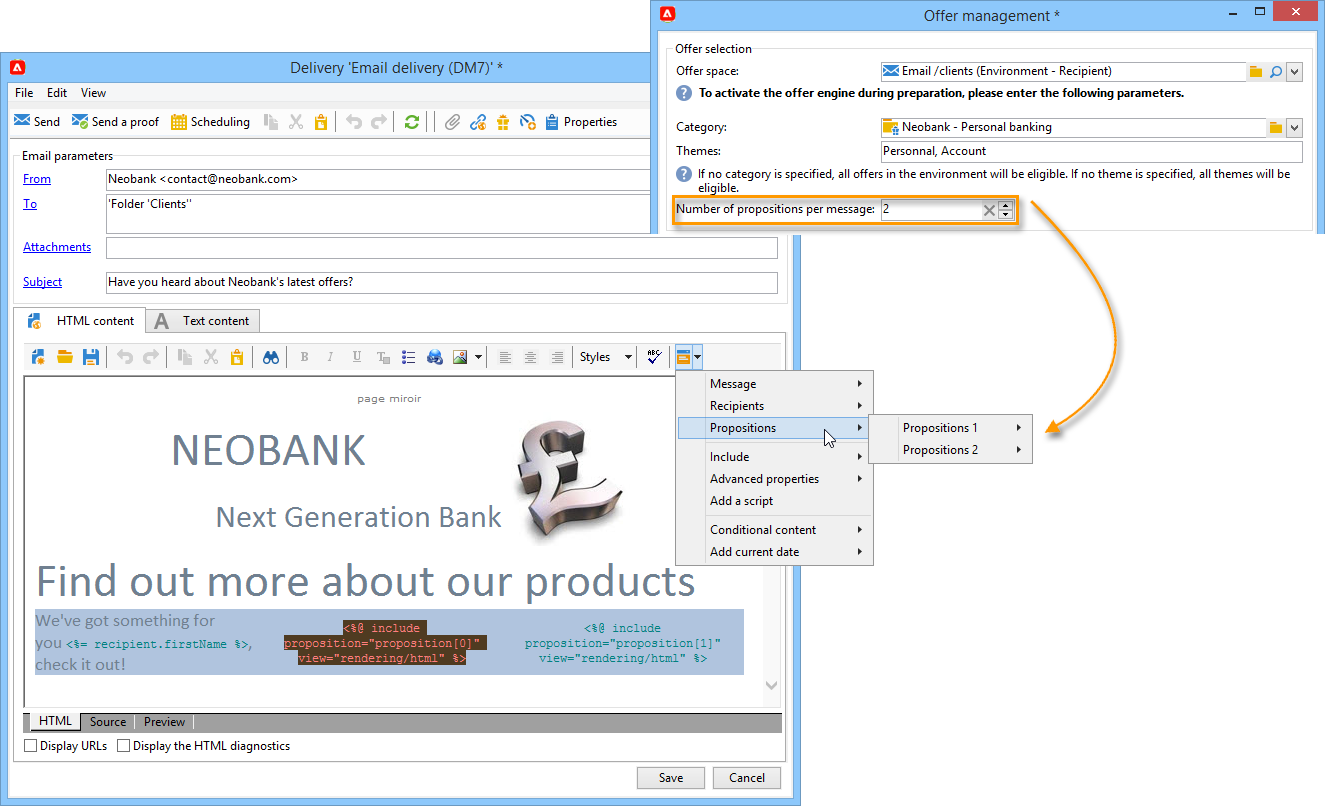 Offer management *
Offer selection
Offer space: Email /clients (Environment - Recipient)
? To activate the offer engine during preparation, please enter the following parameters.
Category: Neobank - Personal banking
Themes: Personnal, Account
? If no category is specified, all offers in the environment will be eligible. If no theme is specified, all themes will be
eligible.
Number of propositions per message: 2
Delivery 'Email delivery (DM7)' *
File Edit View
Send Send a proof Scheduling Properties
Email parameters
From Neobank <contact@neobank.com>
To 'Folder 'Clients''
Attachments
Subject Have you heard about Neobank's latest offers?
HTML content A Text content
B I U T Styles ABC
page miroir
NEOBANK
Next Generation Bank
Find out more about our products
We've got something for
you <%= recipient.firstName %>,
check it out!
<%@ include
proposition="proposition[0]"
view="rendering/html" %>
<%@ include
proposition="proposition[1]"
view="rendering/html" %>
Message
Recipients
Propositions
Include
Advanced properties
Add a script
Conditional content
Add current date
Propositions 1
Propositions 2
HTML Source Preview
Display URLs Display the HTML diagnostics
Save Cancel